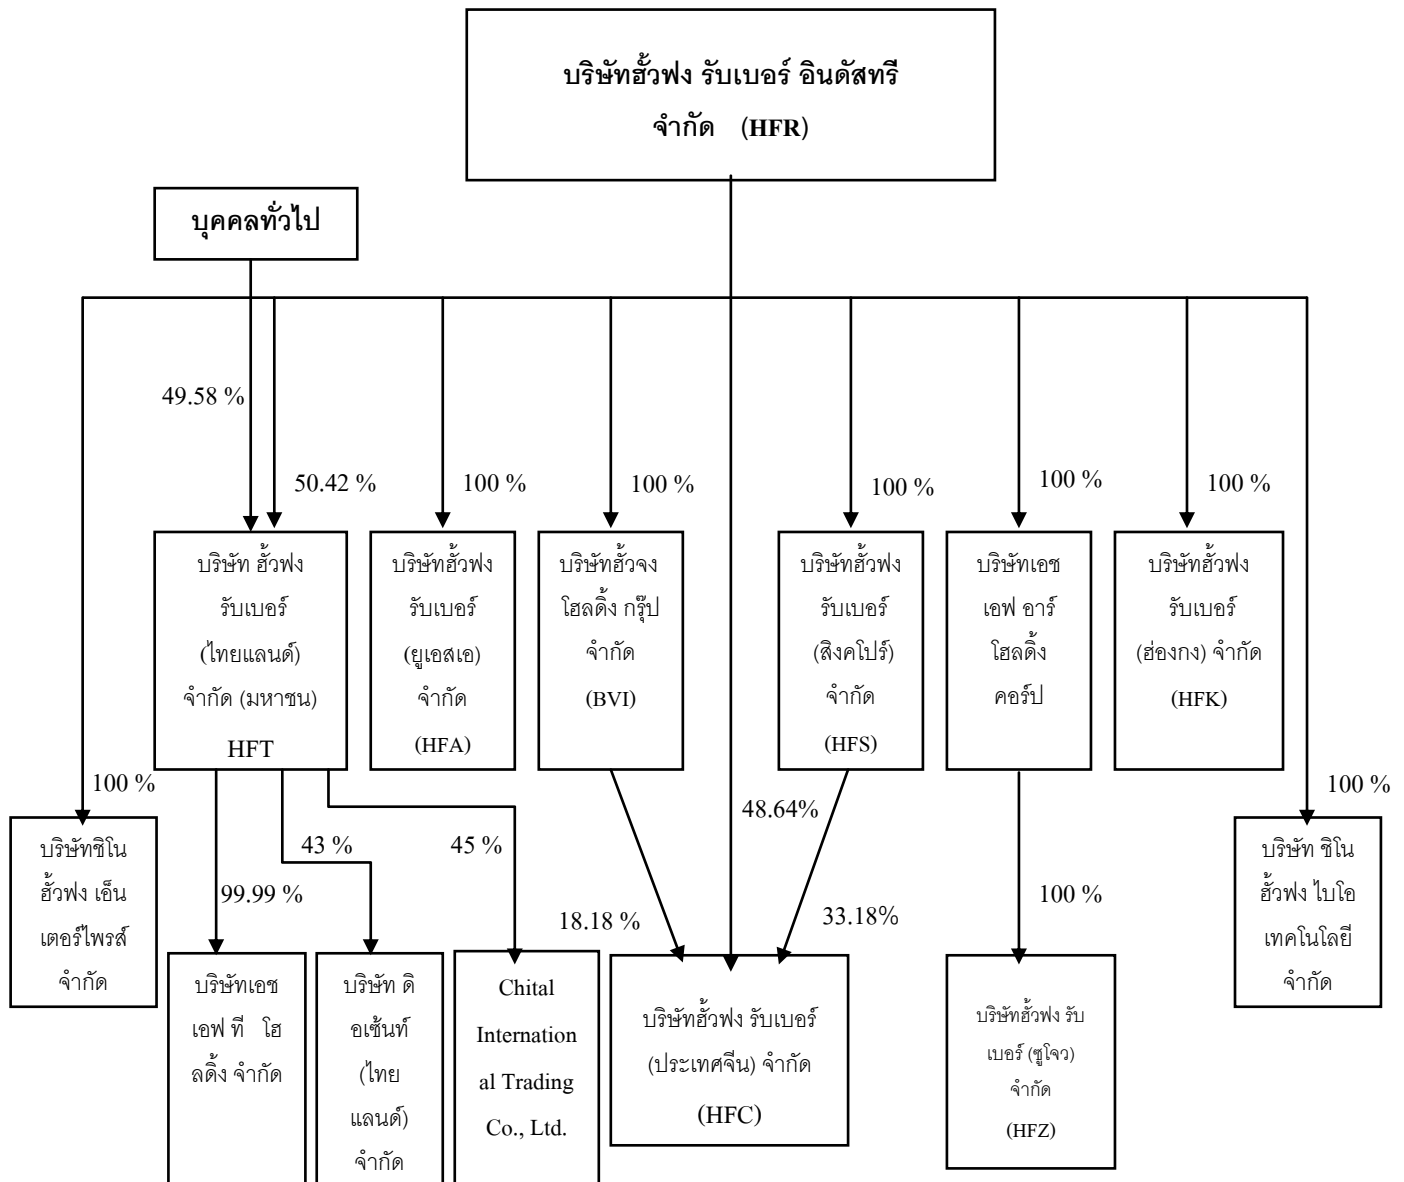 บริษัทฮั้วฟง รับเบอร์ อินดัสทรี
จำกัด (HFR)
บุคคลทั่วไป
49.58 %
50.42 %
100 %
100 %
100 %
100 %
100 %
บริษัท ฮั้วฟง
รับเบอร์
(ไทยแลนด์)
จำกัด (มหาชน)
HFT
บริษัทฮั้วฟง
รับเบอร์
(ยูเอสเอ)
จำกัด
(HFA)
บริษัทฮั้วจง
โฮลดิ้ง กรุ๊ป
จำกัด
(BVI)
บริษัทฮั้วฟง
รับเบอร์
(สิงคโปร์)
จำกัด
(HFS)
บริษัทเอช
เอฟ อาร์
โฮลดิ้ง
คอร์ป
บริษัทฮั้วฟง
รับเบอร์
(ฮ่องกง) จำกัด
(HFK)
100 %
48.64%
100 %
43 %
45 %
99.99 %
18.18 %
33.18%
100 %
บริษัทชิโน
ฮั้วฟง เอ็น
เตอร์ไพรส์
จำกัด
บริษัท ชิโน
ฮั้วฟง ไบโอ
เทคโนโลยี
จำกัด
บริษัทเอช
เอฟ ที โฮ
ลดิ้ง จำกัด
บริษัท ดิ
อเซ้นท์
(ไทย
แลนด์)
จำกัด
Chital
Internation
al Trading
Co., Ltd.
บริษัทฮั้วฟง รับเบอร์
(ประเทศจีน) จำกัด
(HFC)
บริษัทฮั้วฟง รับ
เบอร์ (ซูโจว)
จำกัด
(HFZ)